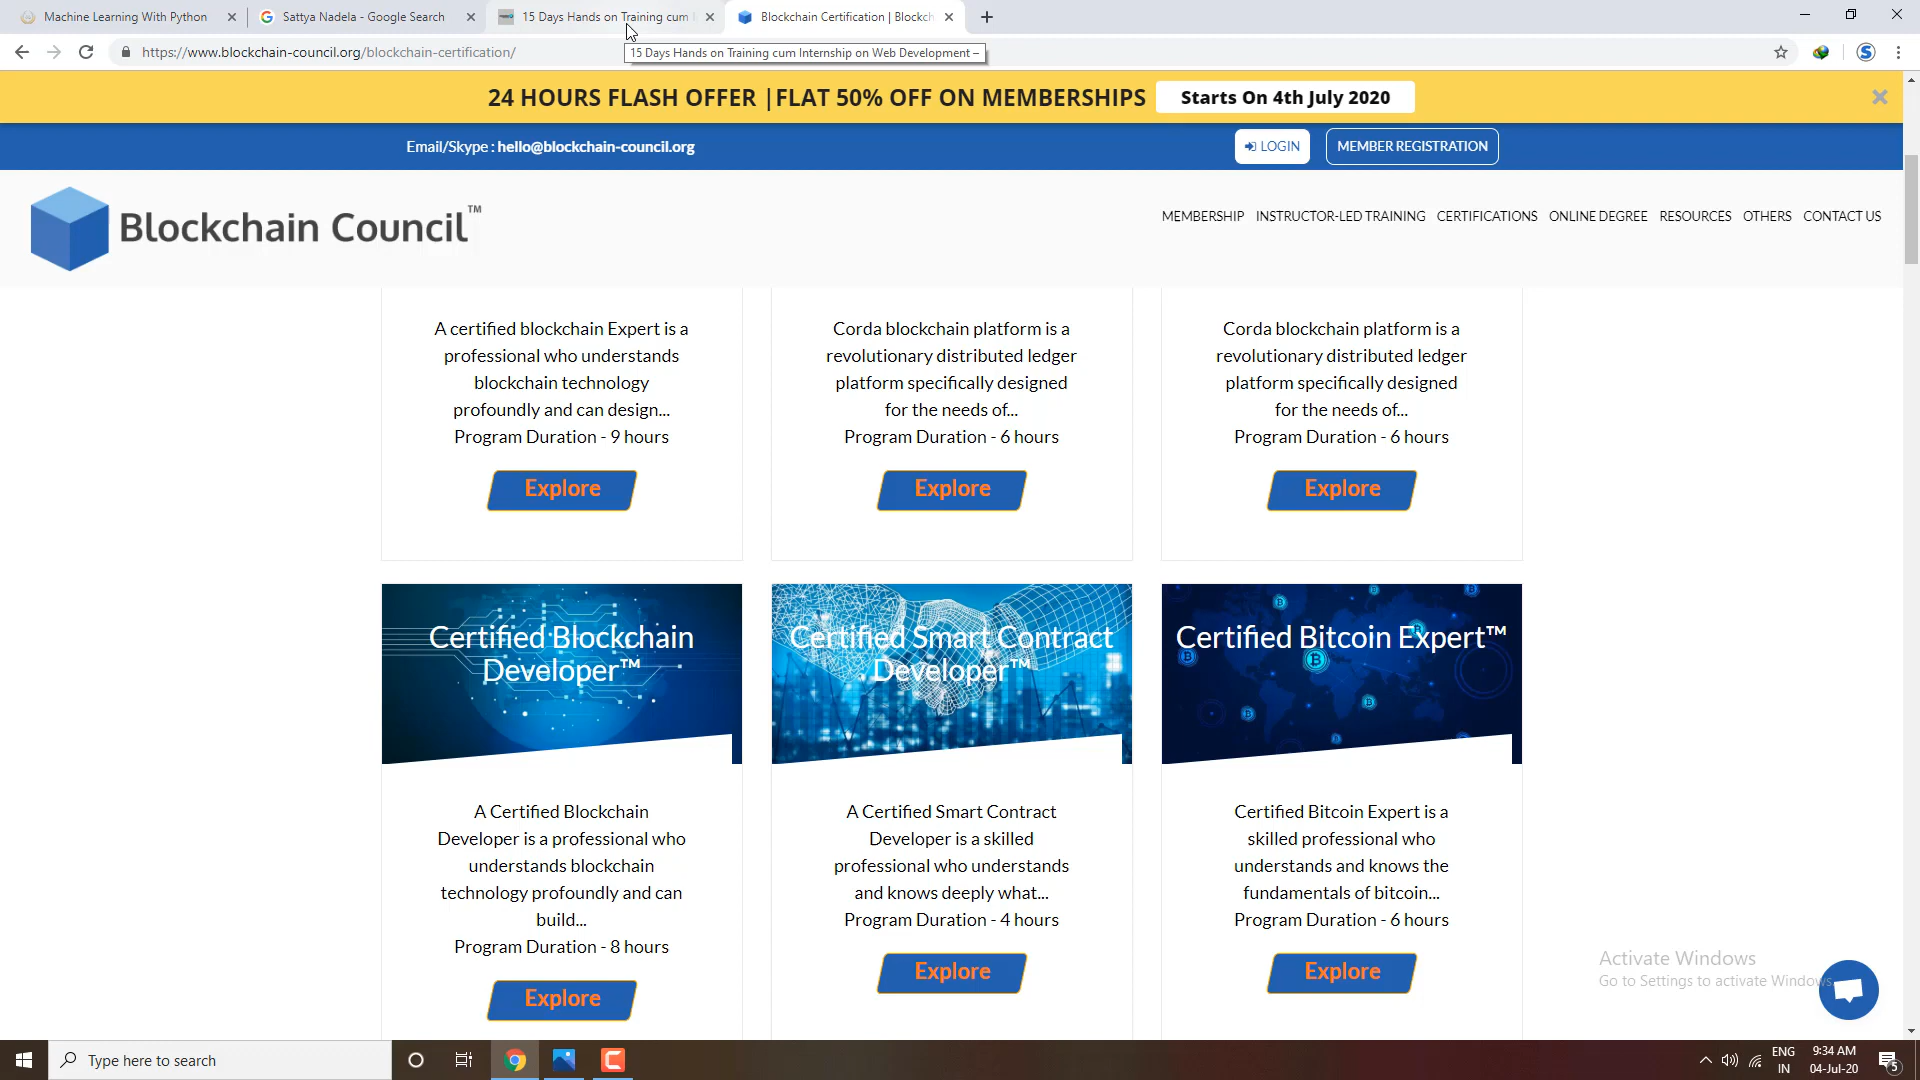 Machine Learning With Python
Sattya Nadela - Google Search
15 Days Hands on Training cum
Blockchain Certification | Blockch
https://www.blockchain-council.org/blockchain-certification/
15 Days Hands on Training cum Internship on Web Development –
24 HOURS FLASH OFFER |FLAT 50% OFF ON MEMBERSHIPS
Starts On 4th July 2020
Email/Skype : hello@blockchain-council.org
LOGIN
MEMBER REGISTRATION
Blockchain Council™
MEMBERSHIP INSTRUCTOR-LED TRAINING CERTIFICATIONS ONLINE DEGREE RESOURCES OTHERS CONTACT US
A certified blockchain Expert is a
professional who understands
blockchain technology
profoundly and can design...
Program Duration - 9 hours
Explore
Corda blockchain platform is a
revolutionary distributed ledger
platform specifically designed
for the needs of...
Program Duration - 6 hours
Explore
Corda blockchain platform is a
revolutionary distributed ledger
platform specifically designed
for the needs of...
Program Duration - 6 hours
Explore
Certified Blockchain
Developer™
A Certified Blockchain
Developer is a professional who
understands blockchain
technology profoundly and can
build...
Program Duration - 8 hours
Explore
Certified Smart Contract
Developer™
A Certified Smart Contract
Developer is a skilled
professional who understands
and knows deeply what...
Program Duration - 4 hours
Explore
Certified Bitcoin Expert™
Certified Bitcoin Expert is a
skilled professional who
understands and knows the
fundamentals of bitcoin...
Program Duration - 6 hours
Explore
Activate Windows
Go to Settings to activate Windows.
Type here to search
ENG
IN
9:34 AM
04-Jul-20
5